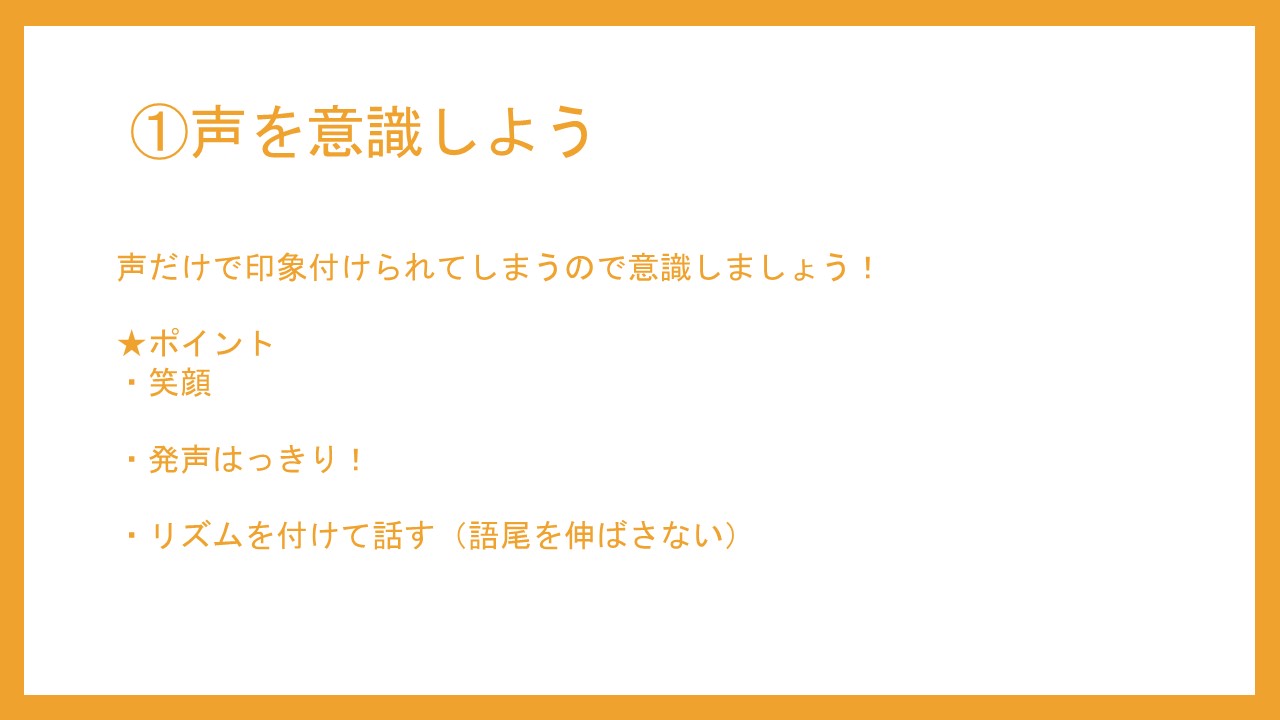 ①声を意識しよう
声だけで印象付けられてしまうので意識しましょう！
★ポイント
・笑顔
・発声はっきり！
・リズムを付けて話す（語尾を伸ばさない）